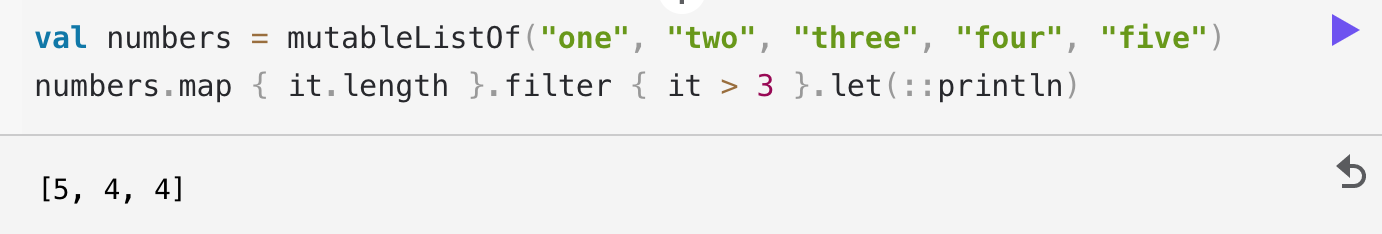 val numbers = mutableListOf("one", "two", "three", "four", "five")
numbers.map { it.length }.filter { it > 3 }.let(::println)
[5, 4, 4]